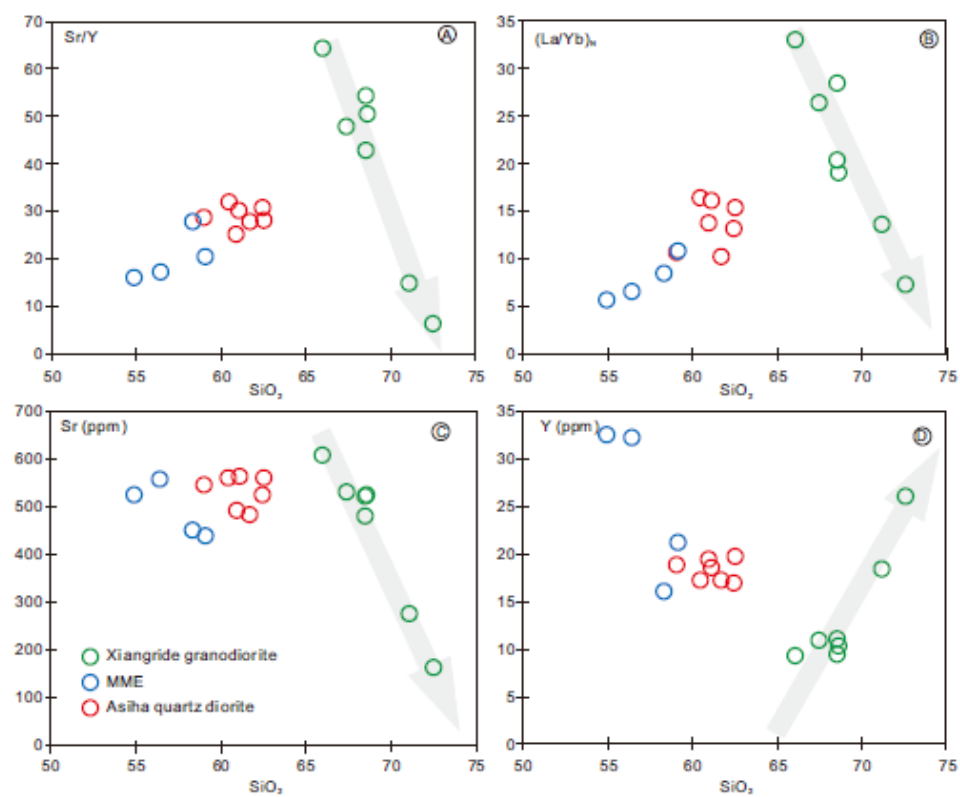 Sr/Y
Ⓐ
70
60
50
40
30
20
10
0
50 55 60 65 70 75
SiO₂
(La/Yb)ₙ
Ⓑ
35
30
25
20
15
10
5
0
50 55 60 65 70 75
SiO₂
Sr (ppm)
Ⓒ
700
600
500
400
300
200
100
0
Xiangride granodiorite
MME
Asiha quartz diorite
50 55 60 65 70 75
SiO₂
Y (ppm)
Ⓓ
35
30
25
20
15
10
5
0
50 55 60 65 70 75
SiO₂